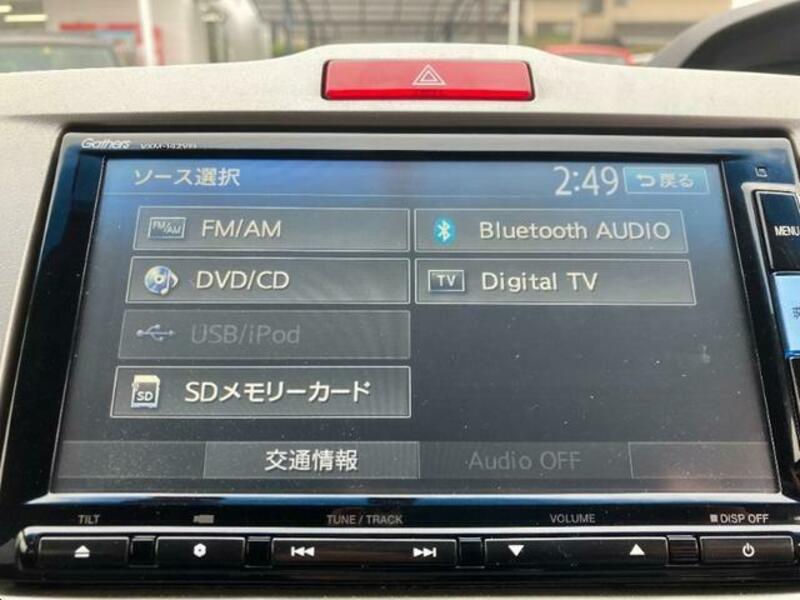 Gathers VXM-142VFi
ソース選択 2:49 戻る
FM/AM FM/AM Bluetooth AUDIO
DVD/CD TV Digital TV
USB/iPod
SD SDメモリーカード
交通情報 Audio OFF
MENU
TILT TUNE / TRACK VOLUME DISP OFF